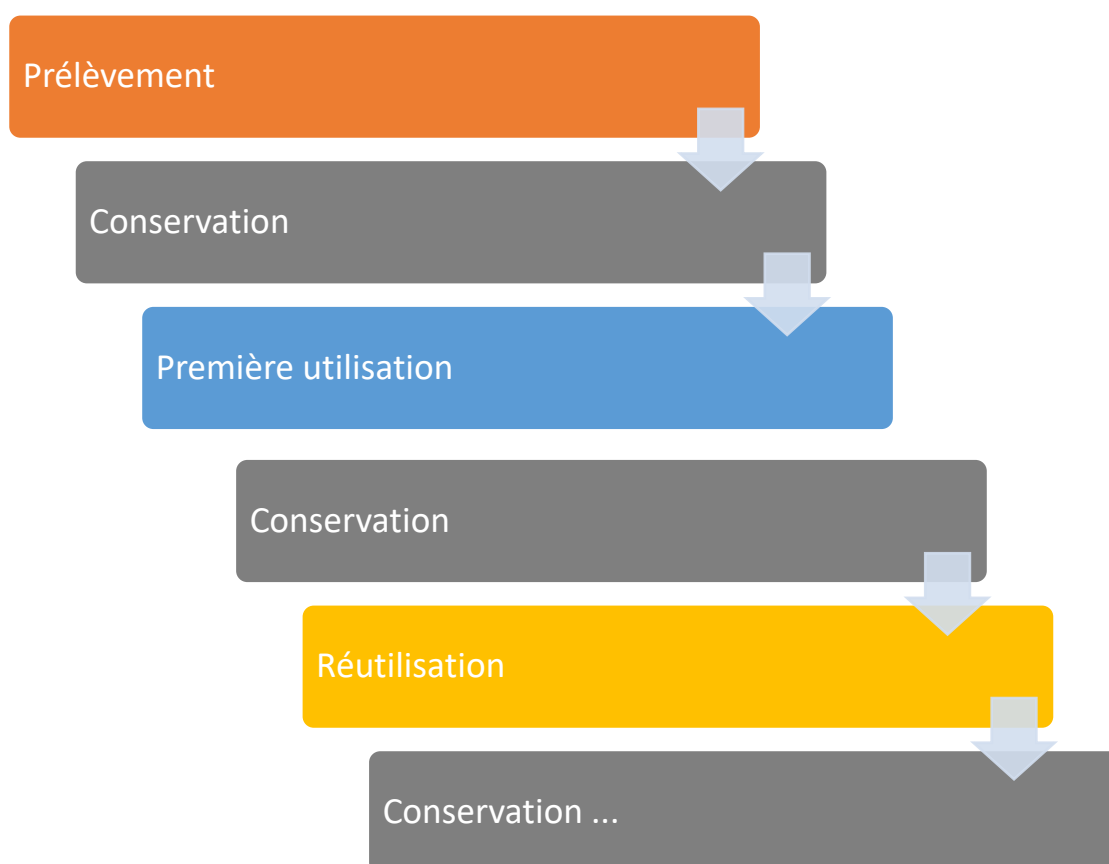 Prélèvement
Conservation
Première utilisation
Conservation
Réutilisation
Conservation ...